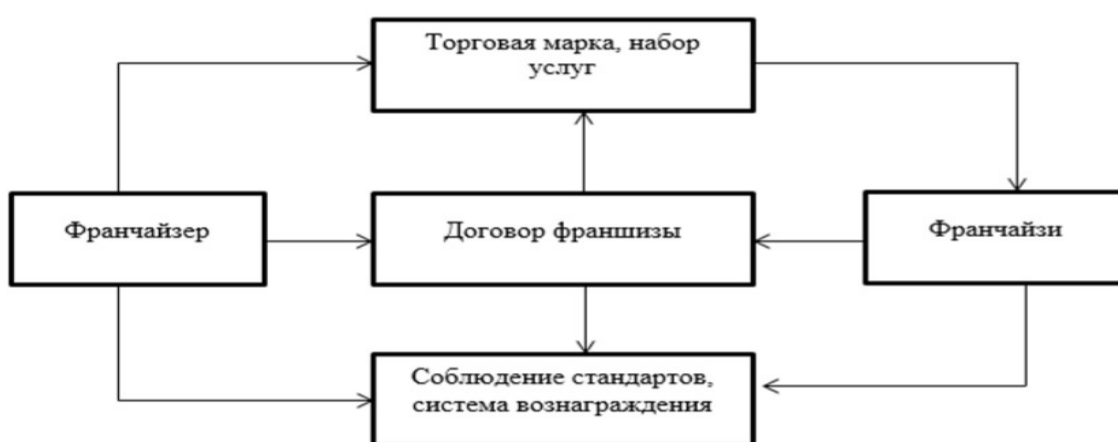 Торговая марка, набор
услуг
Франчайзер
Договор франшизы
Франчайзи
Соблюдение стандартов,
система вознаграждения